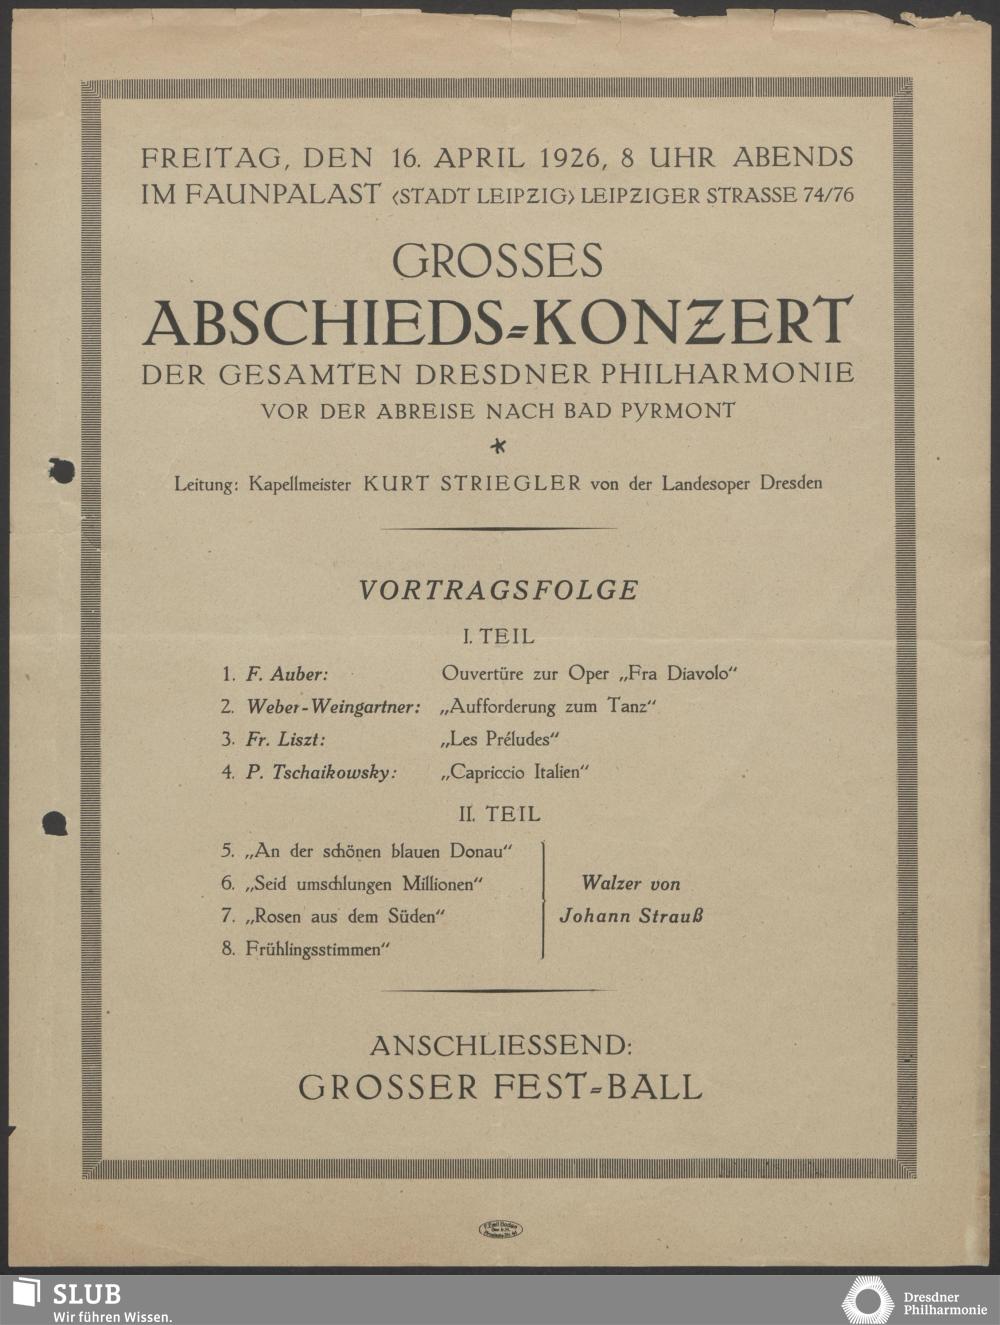 FREITAG, DEN 16. APRIL 1926, 8 UHR ABENDS
IM FAUNPALAST ‹STADT LEIPZIG› LEIPZIGER STRASSE 74/76
GROSSES
ABSCHIEDS=KONZERT
DER GESAMTEN DRESDNER PHILHARMONIE
VOR DER ABREISE NACH BAD PYRMONT
*
Leitung: Kapellmeister KURT STRIEGLER von der Landesoper Dresden
VORTRAGSFOLGE
I. TEIL
1. F. Auber: Ouvertüre zur Oper „Fra Diavolo“
2. Weber-Weingartner: „Aufforderung zum Tanz“
3. Fr. Liszt: „Les Préludes“
4. P. Tschaikowsky: „Capriccio Italien“
II. TEIL
5. „An der schönen blauen Donau“
6. „Seid umschlungen Millionen“
7. „Rosen aus dem Süden“
8. Frühlingsstimmen“
Walzer von
Johann Strauß
ANSCHLIESSEND:
GROSSER FEST=BALL
SLUB
Wir führen Wissen.
Dresdner
Philharmonie